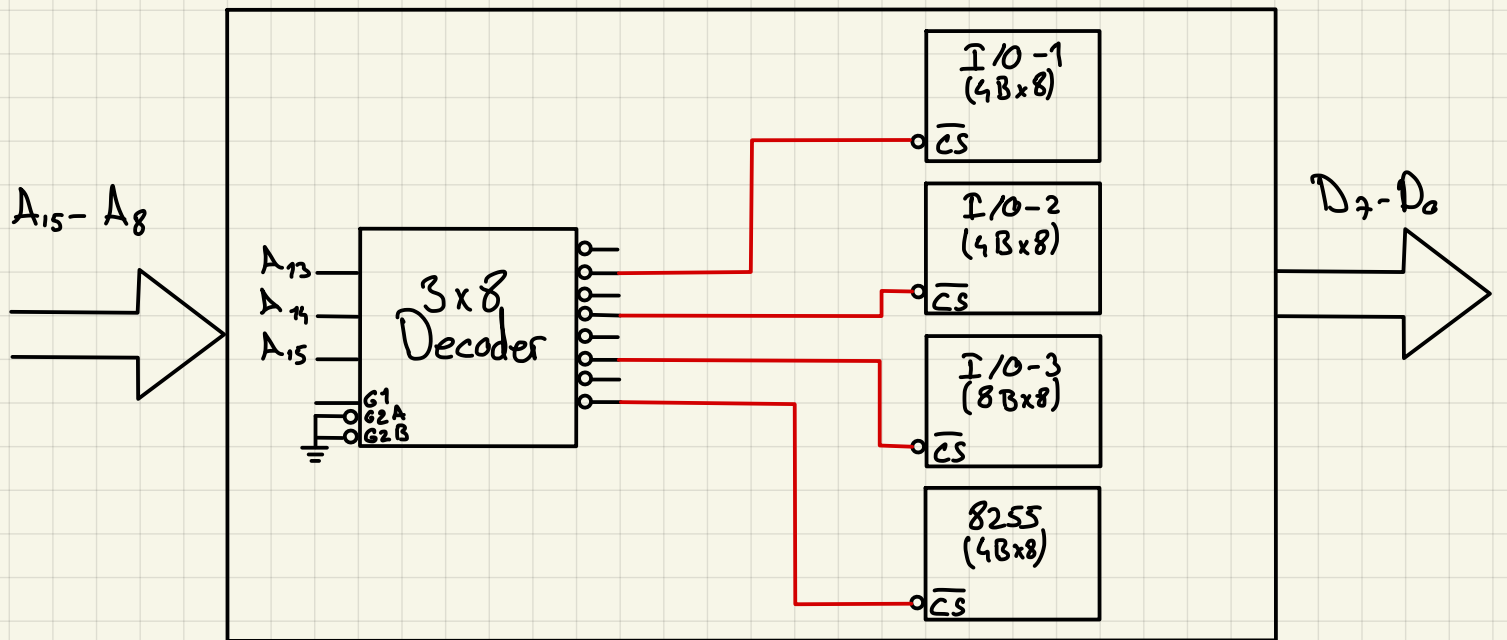 A15 - A8
A13
A14
A15
3x8
Decoder
G1
G2A
G2B
I/O-1
(4Bx8)
CS
I/O-2
(4Bx8)
CS
I/O-3
(8Bx8)
CS
8255
(4Bx8)
CS
D7-D0